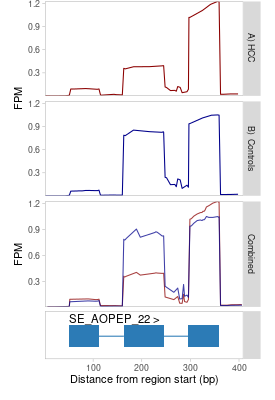 FPM
1.2
0.9
0.6
0.3
A) HCC
FPM
1.2
0.9
0.6
0.3
B) Controls
FPM
1.2
0.9
0.6
0.3
Combined
SE_AOPEP_22 >
100 200 300 400
Distance from region start (bp)